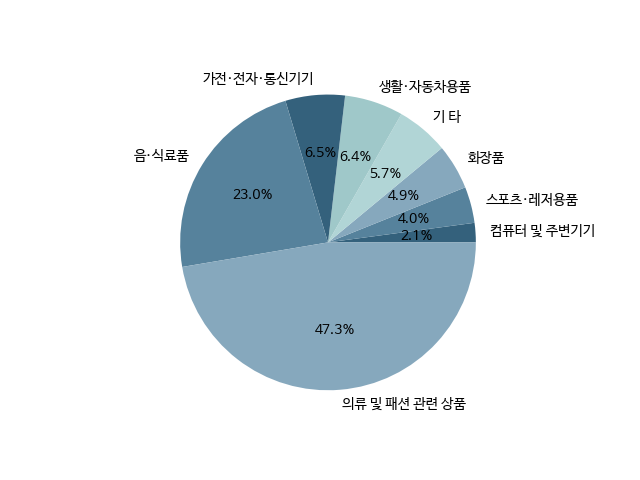 가전·전자·통신기기
생활·자동차용품
기 타
음·식료품
화장품
스포츠·레저용품
컴퓨터 및 주변기기
6.5%
6.4%
5.7%
4.9%
23.0%
4.0%
2.1%
47.3%
의류 및 패션 관련 상품